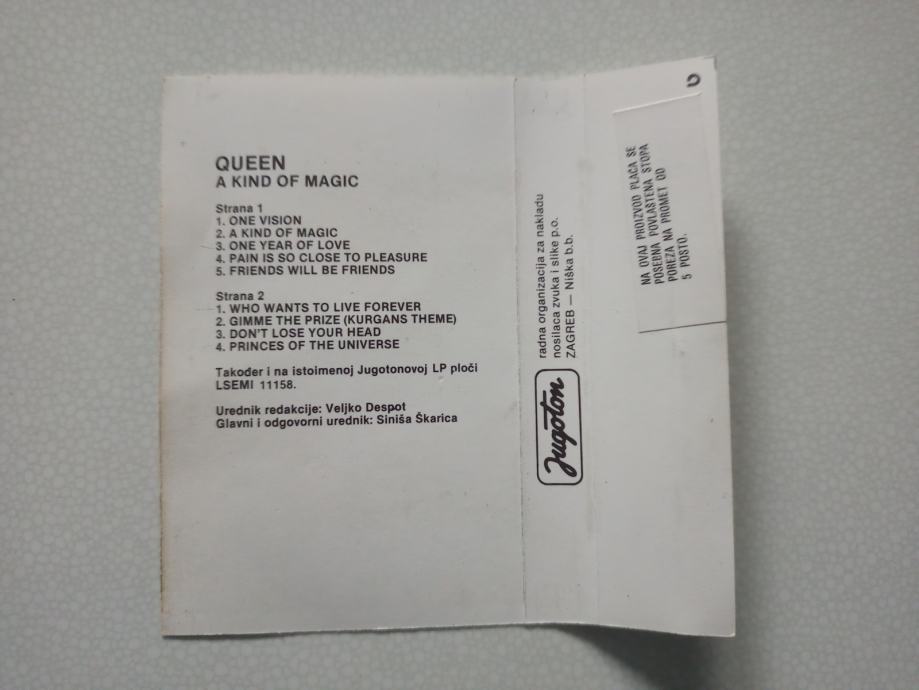 QUEEN
A KIND OF MAGIC
Strana 1
1. ONE VISION
2. A KIND OF MAGIC
3. ONE YEAR OF LOVE
4. PAIN IS SO CLOSE TO PLEASURE
5. FRIENDS WILL BE FRIENDS
Strana 2
1. WHO WANTS TO LIVE FOREVER
2. GIMME THE PRIZE (KURGANS THEME)
3. DON'T LOSE YOUR HEAD
4. PRINCES OF THE UNIVERSE
Također i na istoimenoj Jugotonovoj LP ploči
LSEMI 11158.
Urednik redakcije: Veljko Despot
Glavni i odgovorni urednik: Siniša Škarica
Jugoton
radna organizacija za nakladu
nosilaca zvuka i slike p.o.
ZAGREB — Niška b.b.
NA OVAJ PROIZVOD PLAĆA SE
POSEBNA POVLAŠTENA STOPA
POREZA NA PROMET OD
5 POSTO.